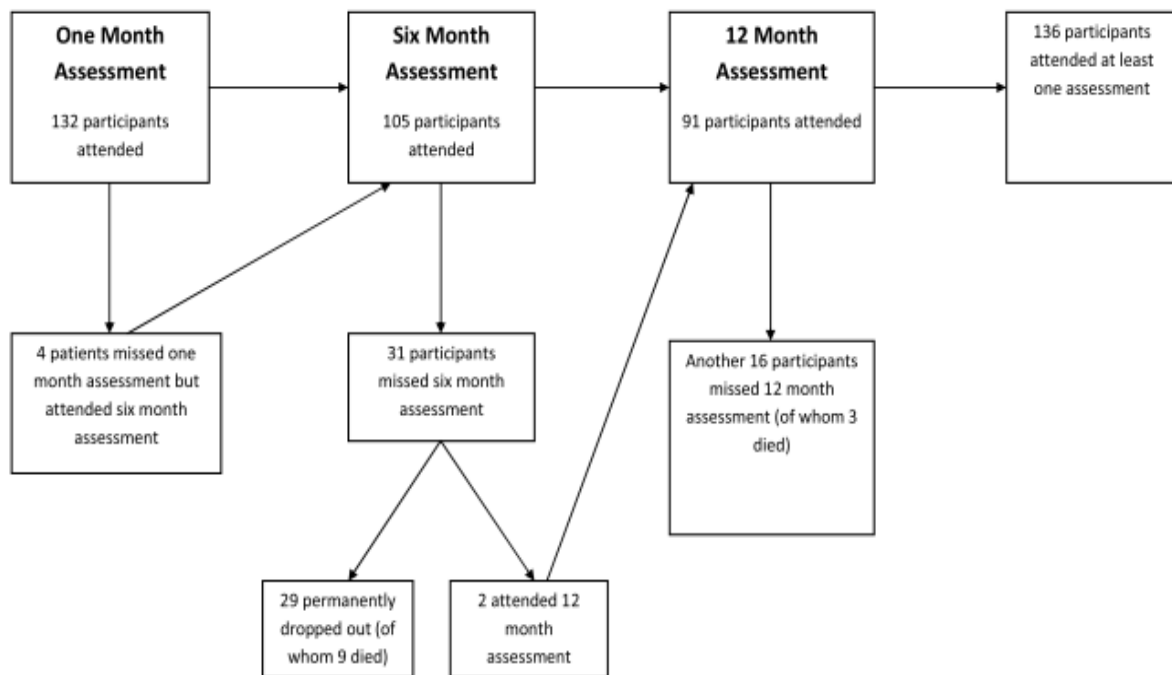 One Month
Assessment
132 participants
attended
Six Month
Assessment
105 participants
attended
12 Month
Assessment
91 participants attended
136 participants
attended at least
one assessment
4 patients missed one
month assessment but
attended six month
assessment
31 participants
missed six month
assessment
Another 16 participants
missed 12 month
assessment (of whom 3
died)
29 permanently
dropped out (of
whom 9 died)
2 attended 12
month
assessment